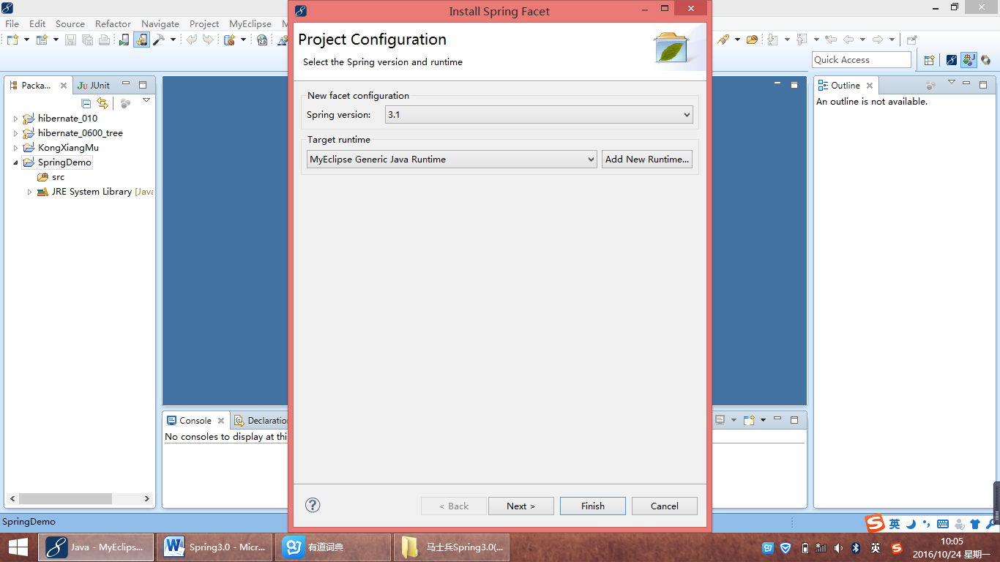 Install Spring Facet
File Edit Source Refactor Navigate Project MyEclipse
Quick Access
Packa... JUnit
hibernate_010
hibernate_0600_tree
KongXiangMu
SpringDemo
src
JRE System Library [Java
Project Configuration
Select the Spring version and runtime
New facet configuration
Spring version: 3.1
Target runtime
MyEclipse Generic Java Runtime Add New Runtime...
< Back Next > Finish Cancel
Outline
An outline is not available.
Console Declaration
No consoles to display at thi
SpringDemo
英
Java - MyEclips... Spring3.0 - Micr... 有道词典 马士兵Spring3.0(...
英
10:05
2016/10/24 星期一